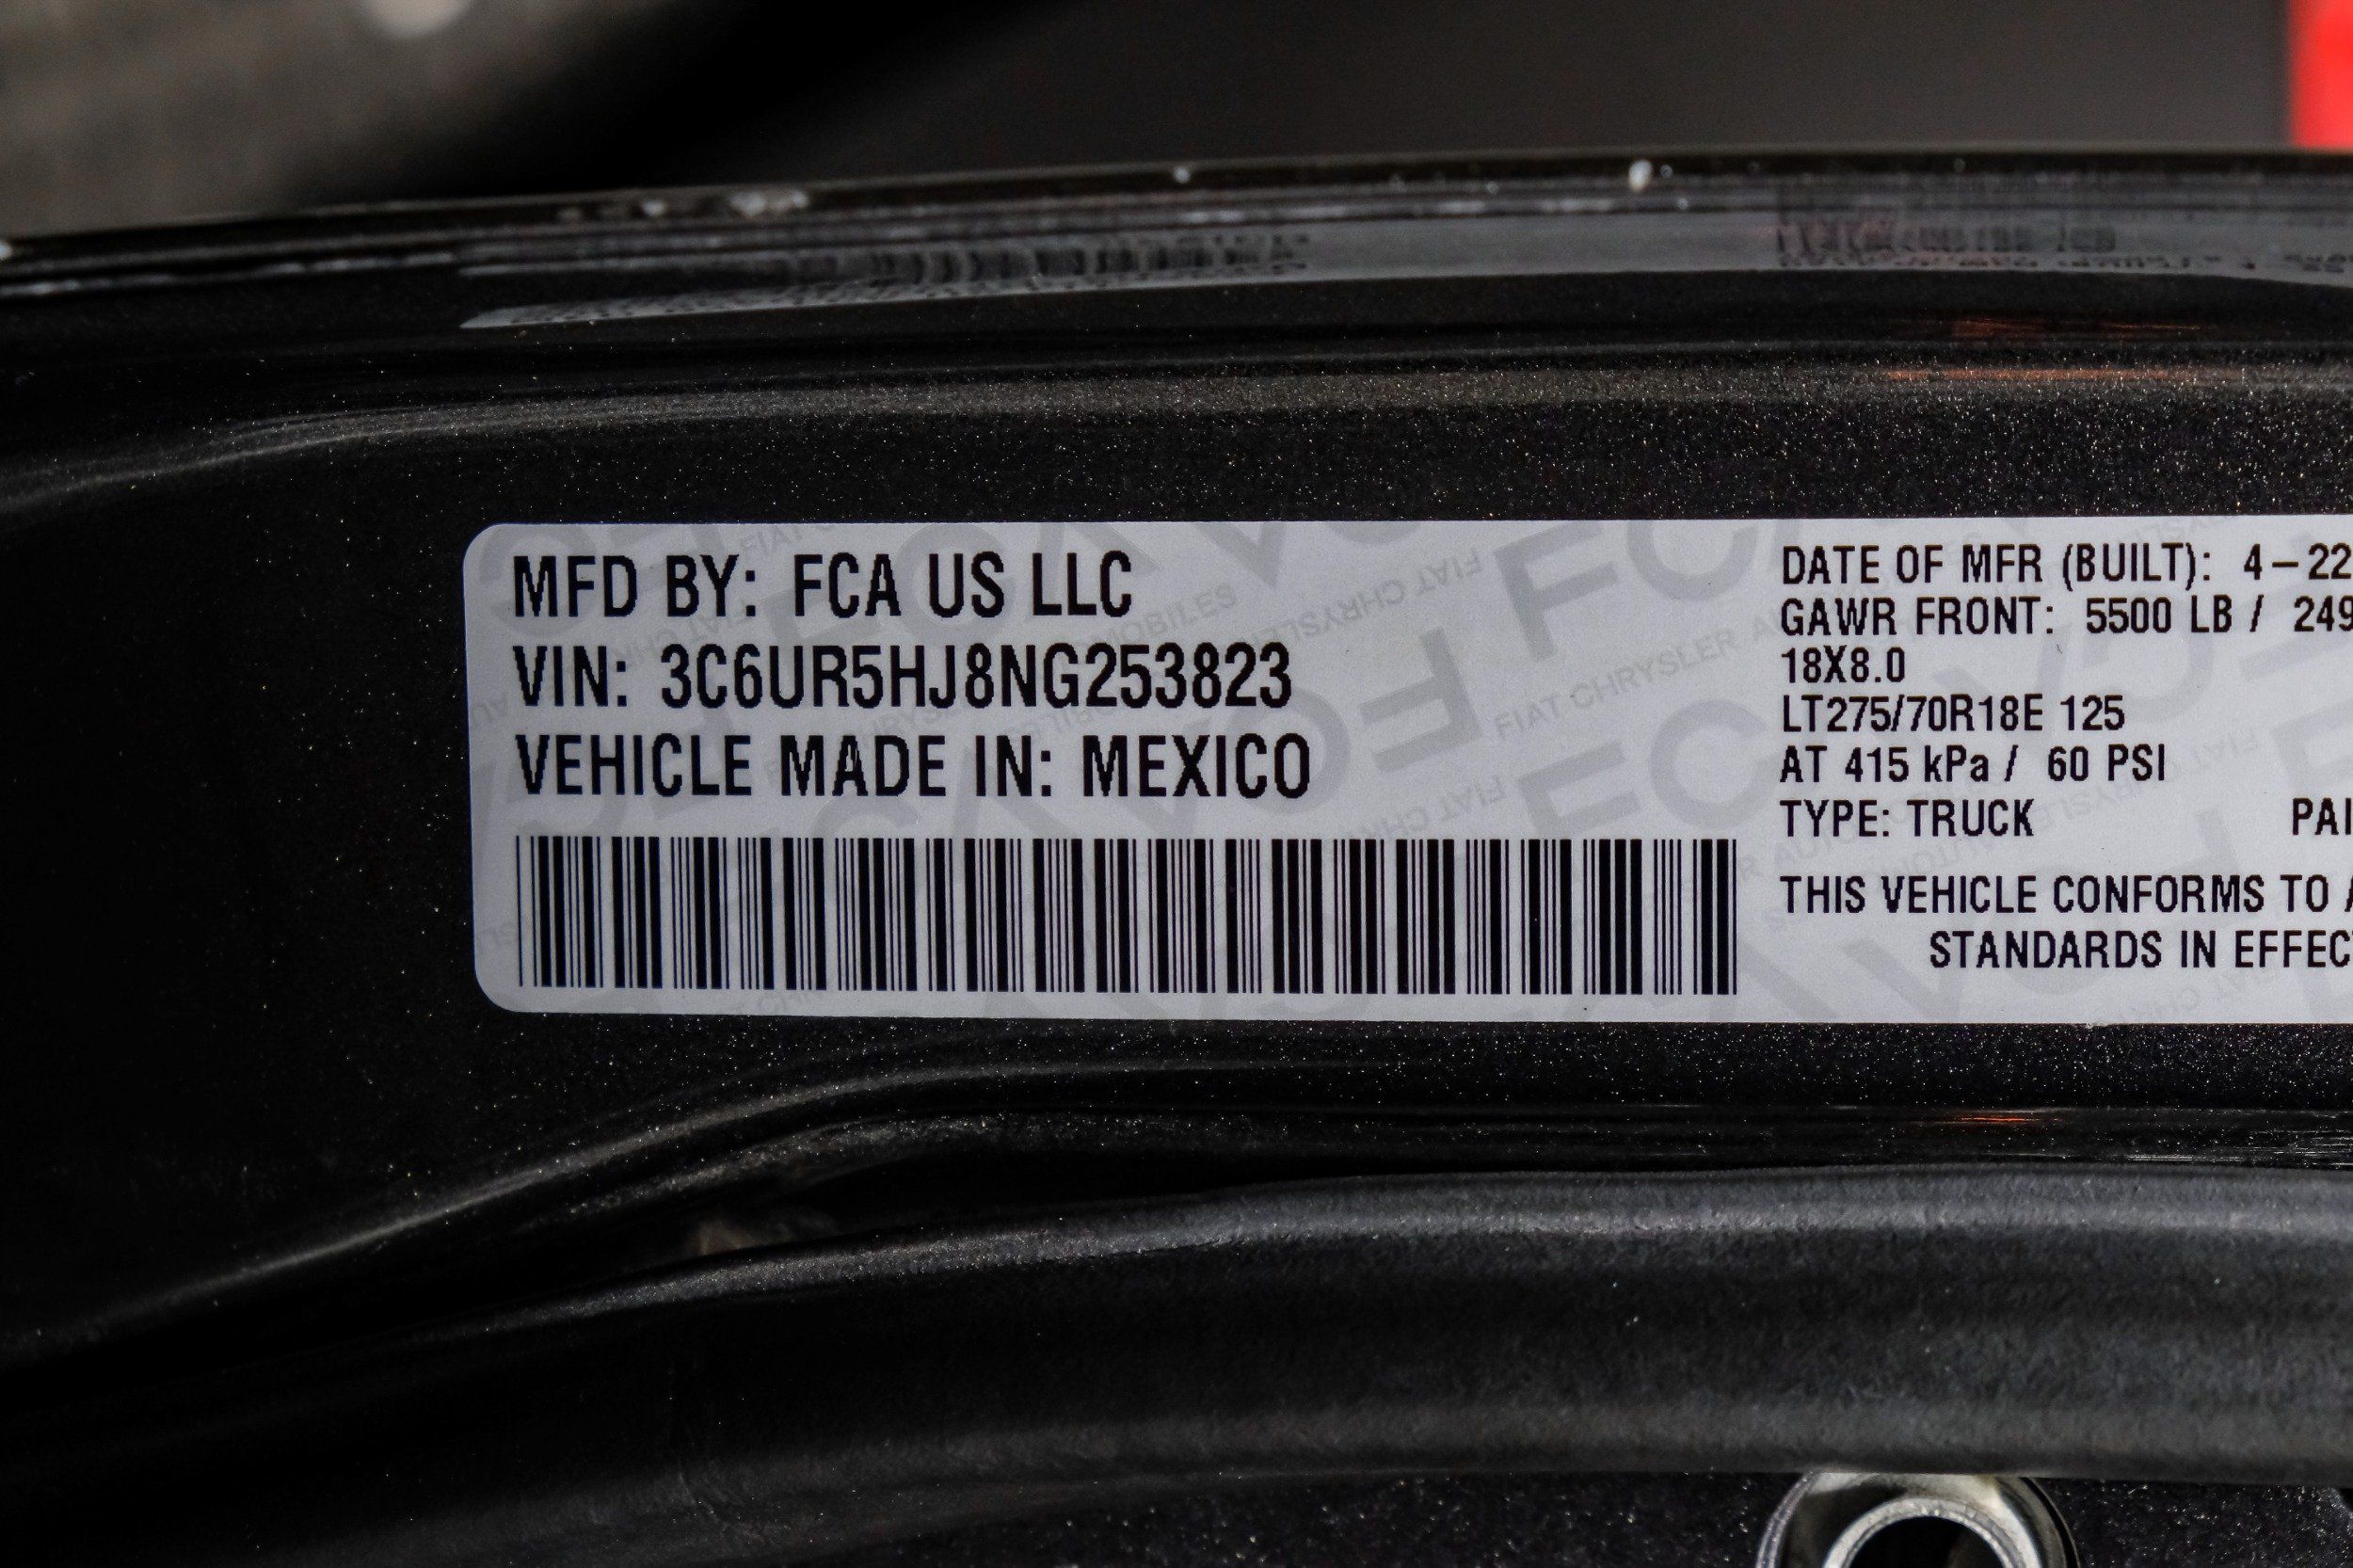 MFD BY: FCA US LLC
VIN: 3C6UR5HJ8NG253823
VEHICLE MADE IN: MEXICO
DATE OF MFR (BUILT): 4-22
GAWR FRONT: 5500 LB / 249
18X8.0
LT275/70R18E 125
AT 415 kPa / 60 PSI
TYPE: TRUCK PAI
THIS VEHICLE CONFORMS TO A
STANDARDS IN EFFEC